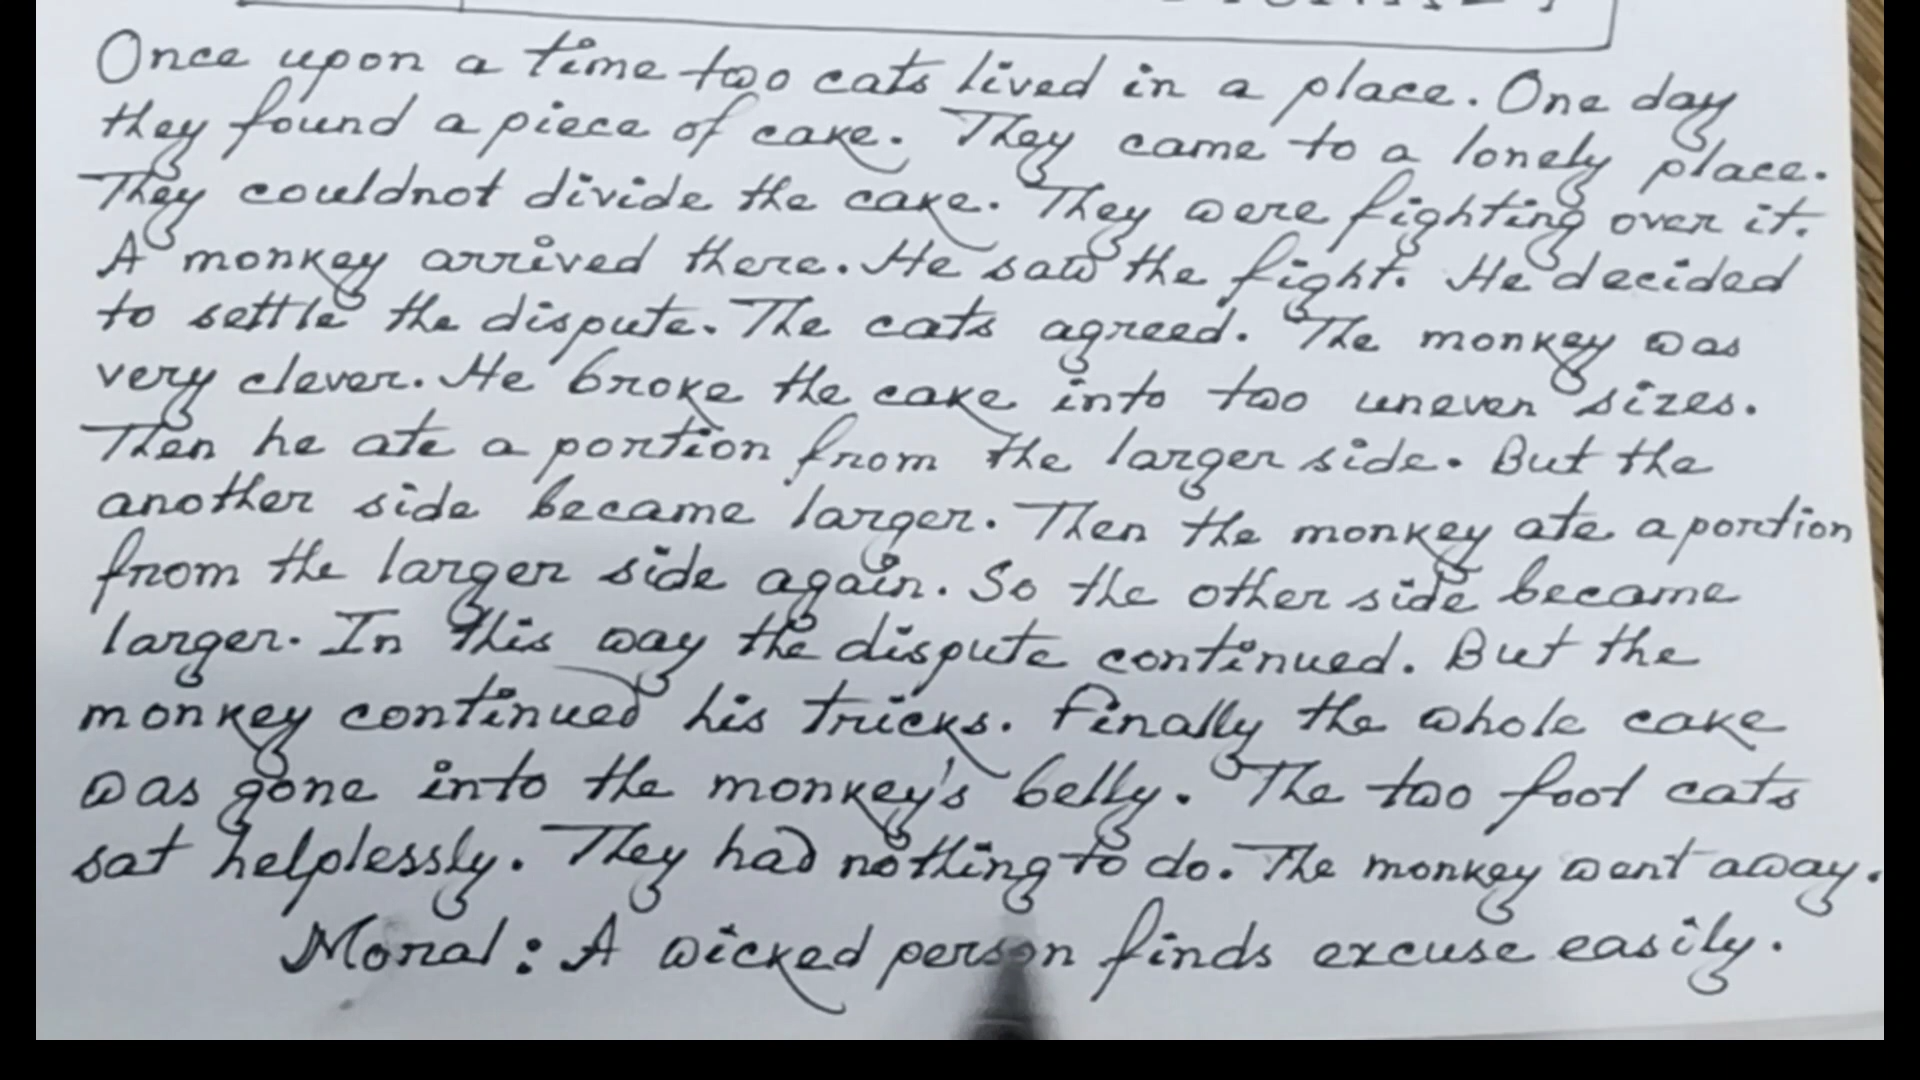 Once upon a time two cats lived in a place. One day
they found a piece of cake. They came to a lonely place.
They couldnot divide the cake. They were fighting over it.
A monkey arrived there. He saw the fight. He decided
to settle the dispute. The cats agreed. The monkey was
very clever. He broke the cake into two uneven sizes.
Then he ate a portion from the larger side. But the
another side became larger. Then the monkey ate a portion
from the larger side again. So the other side became
larger. In this way the dispute continued. But the
monkey continued his tricks. Finally the whole cake
was gone into the monkey's belly. The two fool cats
sat helplessly. They had nothing to do. The monkey went away.
Moral: A wicked person finds excuse easily.